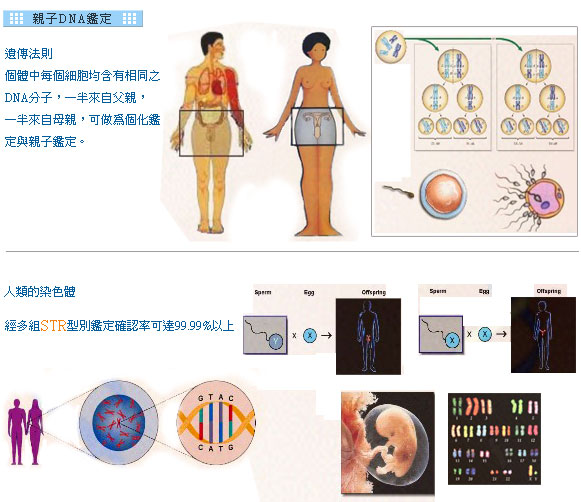 親子DNA鑑定
遺傳法則
個體中每個細胞均含有相同之
DNA分子，一半來自父親，
一半來自母親，可做爲個化鑑
定與親子鑑定。
人類的染色體
經多組STR型別鑑定確認率可達99.99%以上
Sperm Egg Offspring
Y X X →
Sperm Egg Offspring
X X X →
G T A C
C A T G